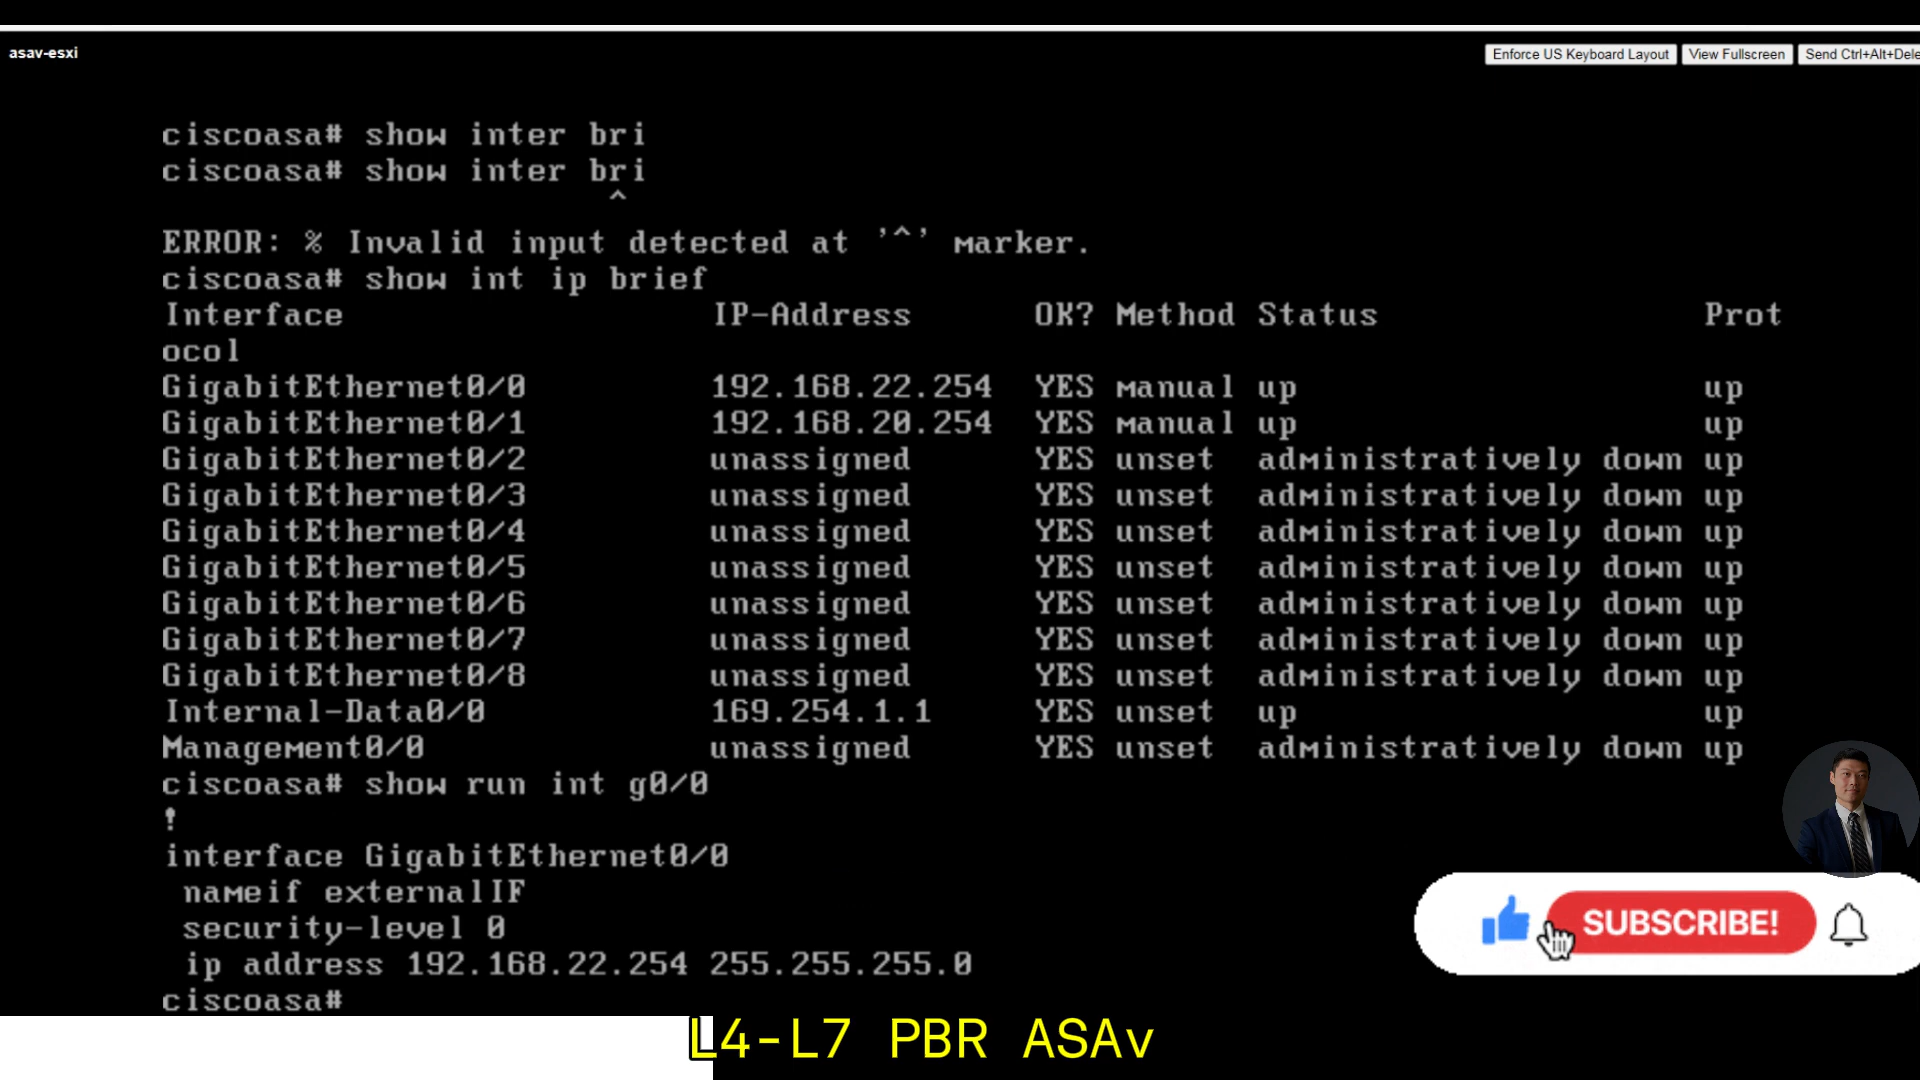 asav-esxi
Enforce US Keyboard Layout View Fullscreen Send Ctrl+Alt+Dele
ciscoasa# show inter bri
ciscoasa# show inter bri
^
ERROR: % Invalid input detected at '^' marker.
ciscoasa# show int ip brief
Interface IP-Address OK? Method Status Prot
ocol
GigabitEthernet0/0 192.168.22.254 YES manual up up
GigabitEthernet0/1 192.168.20.254 YES manual up up
GigabitEthernet0/2 unassigned YES unset administratively down up
GigabitEthernet0/3 unassigned YES unset administratively down up
GigabitEthernet0/4 unassigned YES unset administratively down up
GigabitEthernet0/5 unassigned YES unset administratively down up
GigabitEthernet0/6 unassigned YES unset administratively down up
GigabitEthernet0/7 unassigned YES unset administratively down up
GigabitEthernet0/8 unassigned YES unset administratively down up
Internal-Data0/0 169.254.1.1 YES unset up up
Management0/0 unassigned YES unset administratively down up
ciscoasa# show run int g0/0
!
interface GigabitEthernet0/0
nameif externalIF
security-level 0
ip address 192.168.22.254 255.255.255.0
ciscoasa#
SUBSCRIBE!
L4-L7 PBR ASAv